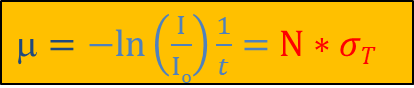 μ = −ln (I/I₀) 1/t = N * σ_T